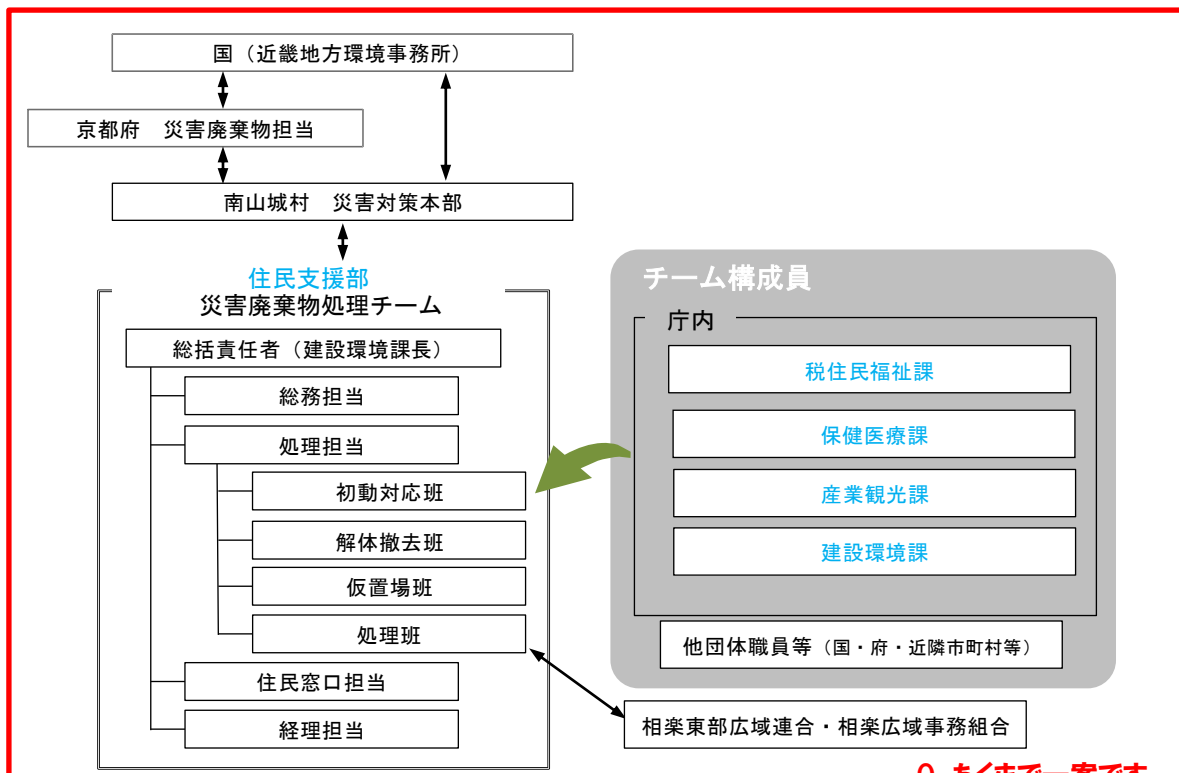 国（近畿地方環境事務所）
京都府　災害廃棄物担当
南山城村　災害対策本部
住民支援部
災害廃棄物処理チーム
総括責任者（建設環境課長）
総務担当
処理担当
初動対応班
解体撤去班
仮置場班
処理班
住民窓口担当
経理担当
チーム構成員
庁内
税住民福祉課
保健医療課
産業観光課
建設環境課
他団体職員等（国・府・近隣市町村等）
相楽東部広域連合・相楽広域事務組合